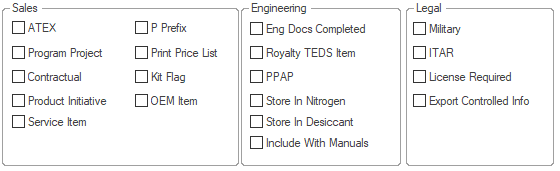 Sales
ATEX
P Prefix
Program Project
Print Price List
Contractual
Kit Flag
Product Initiative
OEM Item
Service Item
Engineering
Eng Docs Completed
Royalty TEDS Item
PPAP
Store In Nitrogen
Store In Desiccant
Include With Manuals
Legal
Military
ITAR
License Required
Export Controlled Info